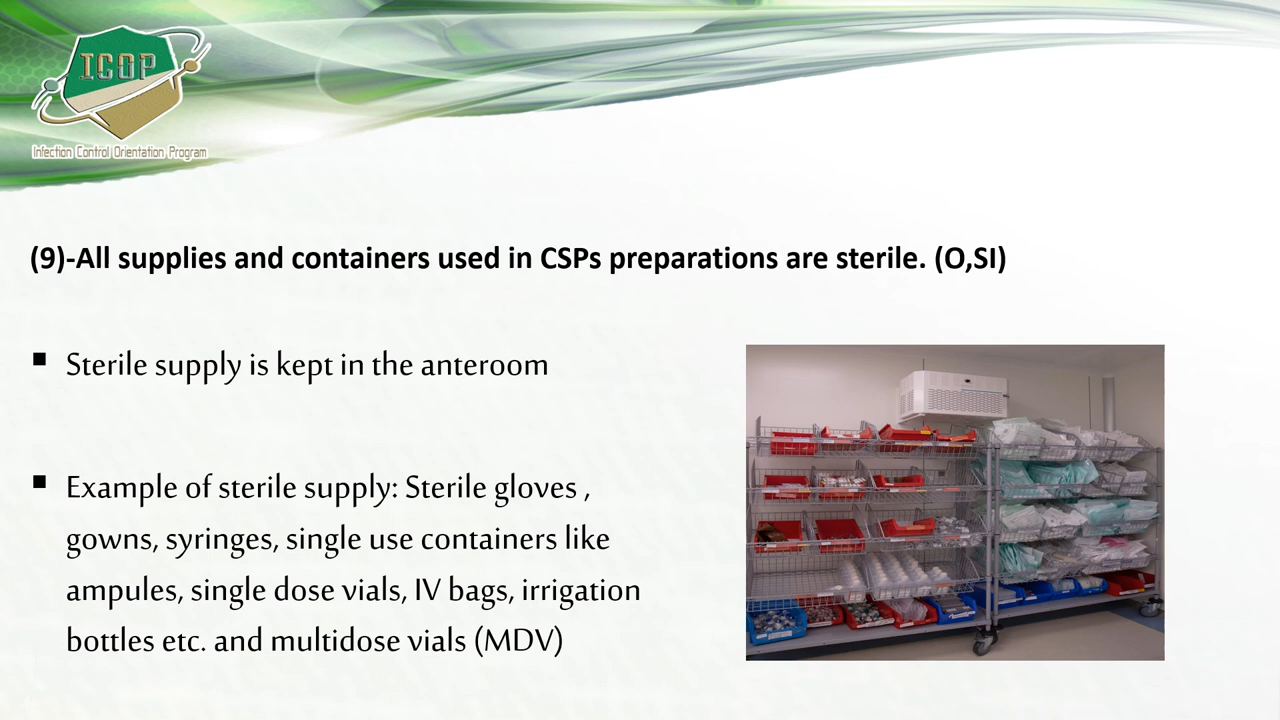 ICOP
Infection Control Orientation Program
(9)-All supplies and containers used in CSPs preparations are sterile. (O,SI)
▪ Sterile supply is kept in the anteroom
▪ Example of sterile supply: Sterile gloves ,
gowns, syringes, single use containers like
ampules, single dose vials, IV bags, irrigation
bottles etc. and multidose vials (MDV)